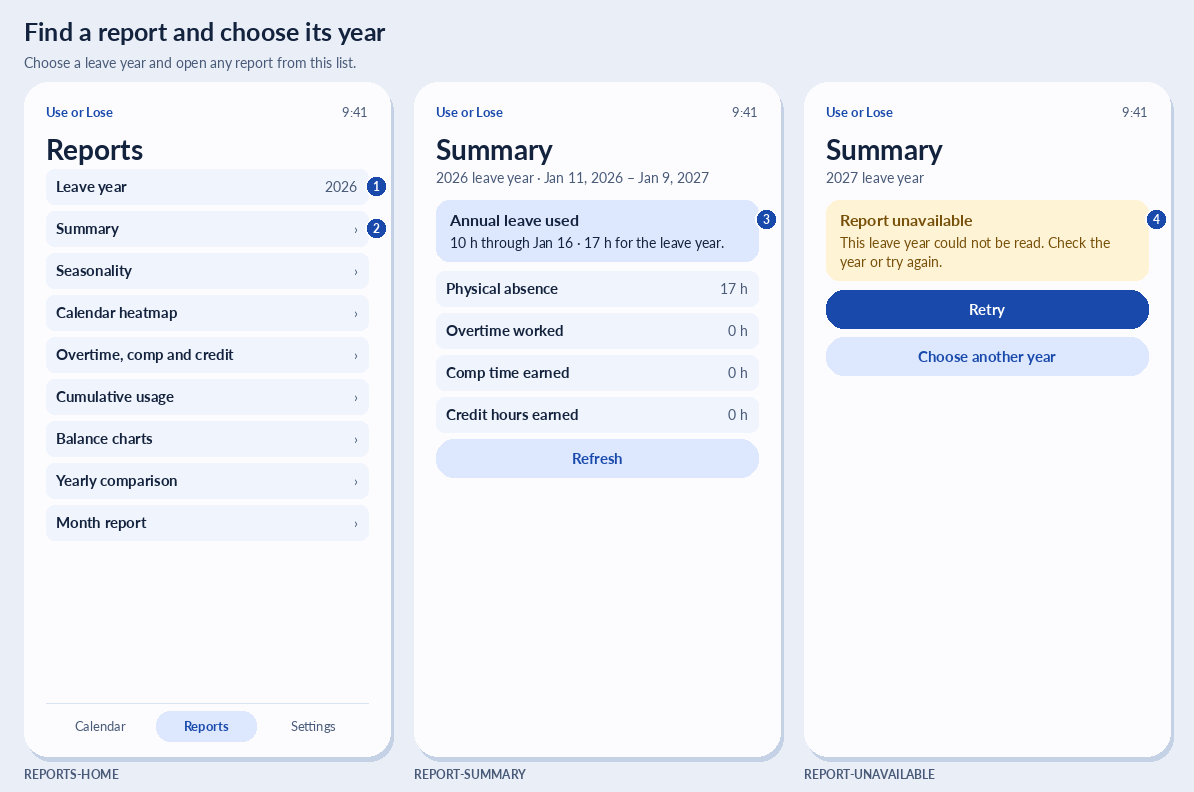 Find a report and choose its year
Choose a leave year and open any report from this list.
Use or Lose 9:41
Reports
Leave year 2026 1
Summary › 2
Seasonality ›
Calendar heatmap ›
Overtime, comp and credit ›
Cumulative usage ›
Balance charts ›
Yearly comparison ›
Month report ›
Calendar Reports Settings
REPORTS-HOME
Use or Lose 9:41
Summary
2026 leave year · Jan 11, 2026 – Jan 9, 2027
Annual leave used 3
10 h through Jan 16 · 17 h for the leave year.
Physical absence 17 h
Overtime worked 0 h
Comp time earned 0 h
Credit hours earned 0 h
Refresh
REPORT-SUMMARY
Use or Lose 9:41
Summary
2027 leave year
Report unavailable 4
This leave year could not be read. Check the
year or try again.
Retry
Choose another year
REPORT-UNAVAILABLE